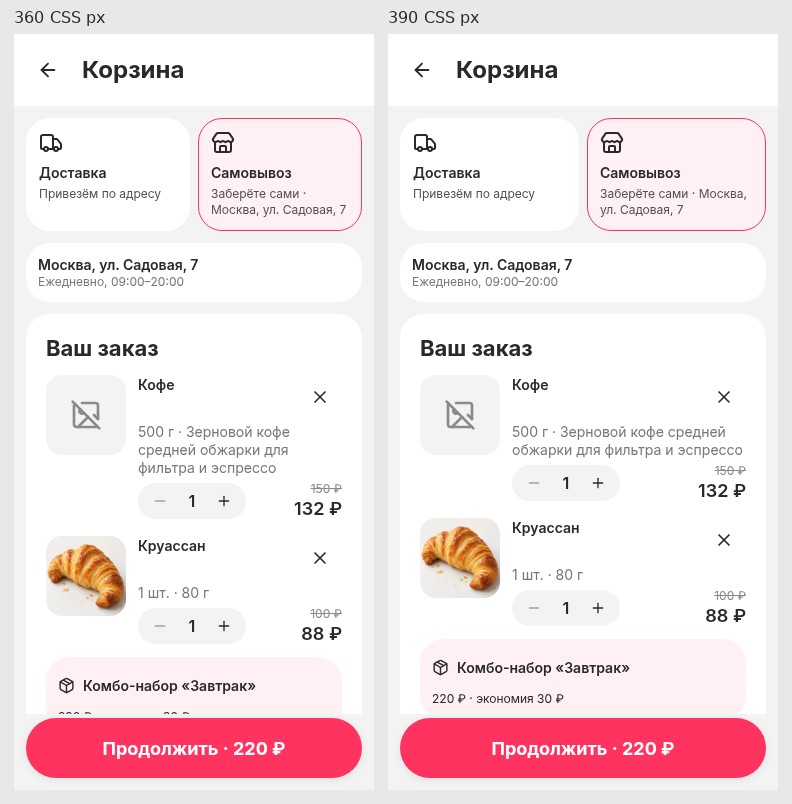 360 CSS px
Корзина
Доставка
Привезём по адресу
Самовывоз
Заберёте сами ·
Москва, ул. Садовая, 7
Москва, ул. Садовая, 7
Ежедневно, 09:00–20:00
Ваш заказ
Кофе
500 г · Зерновой кофе
средней обжарки для
фильтра и эспрессо
1
150 ₽
132 ₽
Круассан
1 шт. · 80 г
1
100 ₽
88 ₽
Комбо-набор «Завтрак»
Продолжить · 220 ₽
390 CSS px
Корзина
Доставка
Привезём по адресу
Самовывоз
Заберёте сами · Москва,
ул. Садовая, 7
Москва, ул. Садовая, 7
Ежедневно, 09:00–20:00
Ваш заказ
Кофе
500 г · Зерновой кофе средней
обжарки для фильтра и эспрессо
1
150 ₽
132 ₽
Круассан
1 шт. · 80 г
1
100 ₽
88 ₽
Комбо-набор «Завтрак»
220 ₽ · экономия 30 ₽
Продолжить · 220 ₽